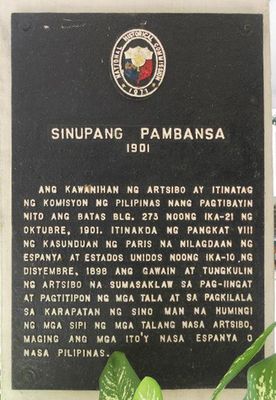 NATIONAL HISTORICAL COMMISSION
1971
SINUPANG PAMBANSA
1901
ANG KAWANIHAN NG ARTSIBO AY ITINATAG
NG KOMISYON NG PILIPINAS NANG PAGTIBAYIN
NITO ANG BATAS BLG. 273 NOONG IKA-21 NG
OKTUBRE, 1901. ITINAKDA NG PANGKAT VIII
NG KASUNDUAN NG PARIS NA NILAGDAAN NG
ESPANYA AT ESTADOS UNIDOS NOONG IKA-10 NG
DISYEMBRE, 1898 ANG GAWAIN AT TUNGKULIN
NG ARTSIBO NA SUMASAKLAW SA PAG-IINGAT
AT PAGTITIPON NG MGA TALA AT SA PAGKILALA
SA KARAPATAN NG SINO MAN NA HUMINGI
NG MGA SIPI NG MGA TALANG NASA ARTSIBO,
MAGING ANG MGA ITO'Y NASA ESPANYA O
NASA PILIPINAS.